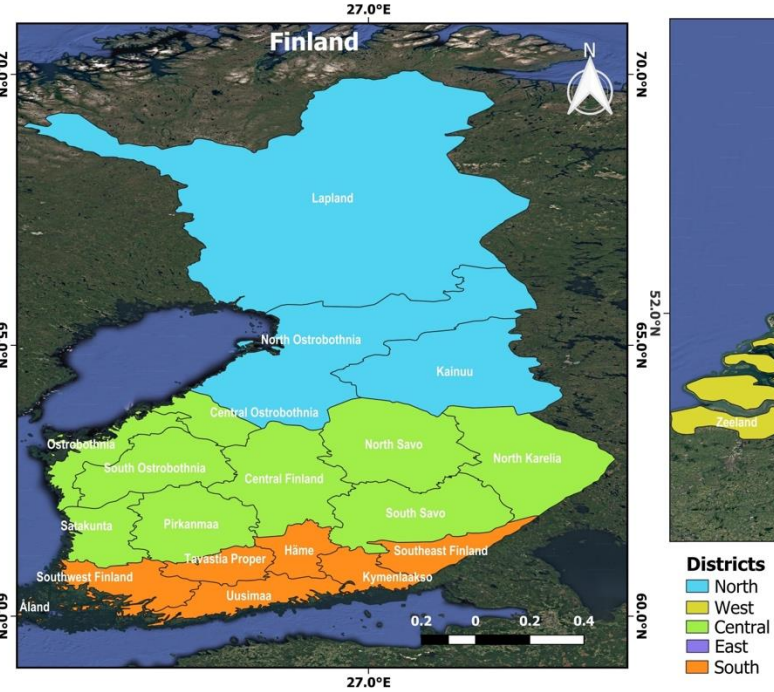 27.0°E
Finland
N
70.0°N
70.0°N
Lapland
52.0°N
North Ostrobothnia
65.0°N
65.0°N
Kainuu
Central Ostrobothnia
Ostrobothnia
North Savo
Zeeland
South Ostrobothnia
North Karelia
Central Finland
South Savo
Satakunta
Pirkanmaa
Tavastia Proper
Häme
Southeast Finland
Southwest Finland
Kymenlaakso
Uusimaa
Åland
60.0°N
60.0°N
0.2 0 0.2 0.4
27.0°E
Districts
North
West
Central
East
South